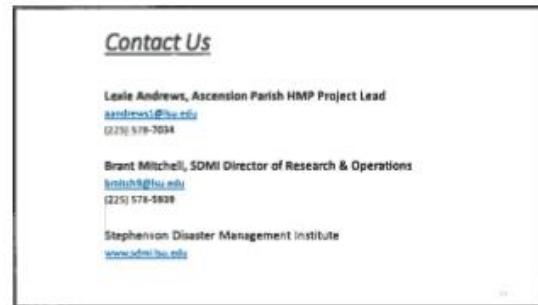 Contact Us
Lexie Andrews, Ascension Parish HMP Project Lead
aandrews1@lsu.edu
(225) 578-7034
Brant Mitchell, SDMI Director of Research & Operations
bmitch9@lsu.edu
(225) 578-5939
Stephenson Disaster Management Institute
www.sdmi.lsu.edu